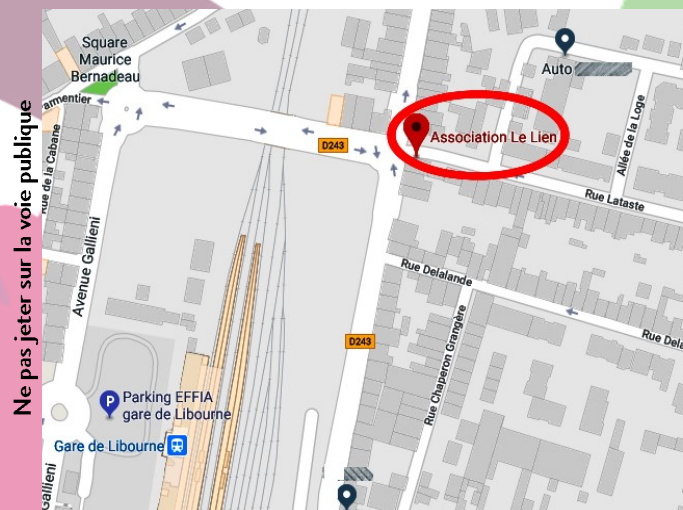 Square
Maurice
Bernadeau
Auto
armentier
Association Le Lien
D243
Allée de la Loge
Rue de la Cabane
Rue Lataste
Ne pas jeter sur la voie publique
Avenue Gallieni
Rue Delalande
D243
Rue Chaperon Grangère
Rue Dela
Parking EFFIA
gare de Libourne
Gare de Libourne
Gallieni